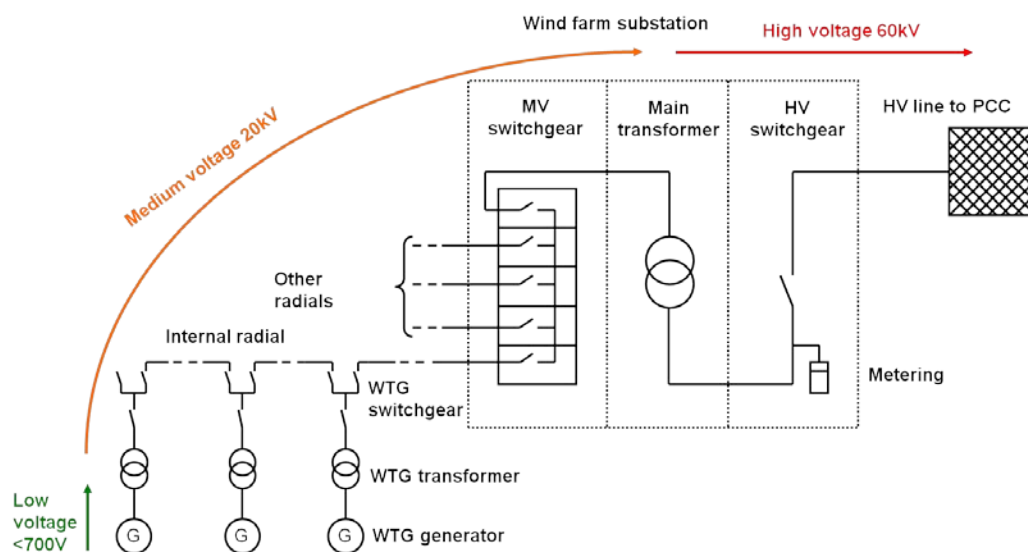 Wind farm substation
High voltage 60kV
Medium voltage 20kV
MV
switchgear
Main
transformer
HV
switchgear
HV line to PCC
Other
radials
Internal radial
WTG
switchgear
Metering
WTG transformer
Low
voltage
<700V
G
G
G
WTG generator